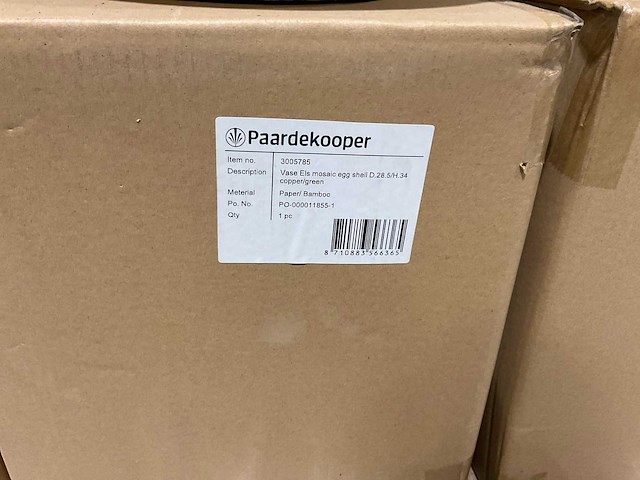 Paardekooper
Item no. 3005785
Description Vase Els mosaic egg shell D.28.5/H.34
copper/green
Meterial Paper/ Bamboo
Po. No. PO-000011855-1
Qty 1 pc
8 710883 566365